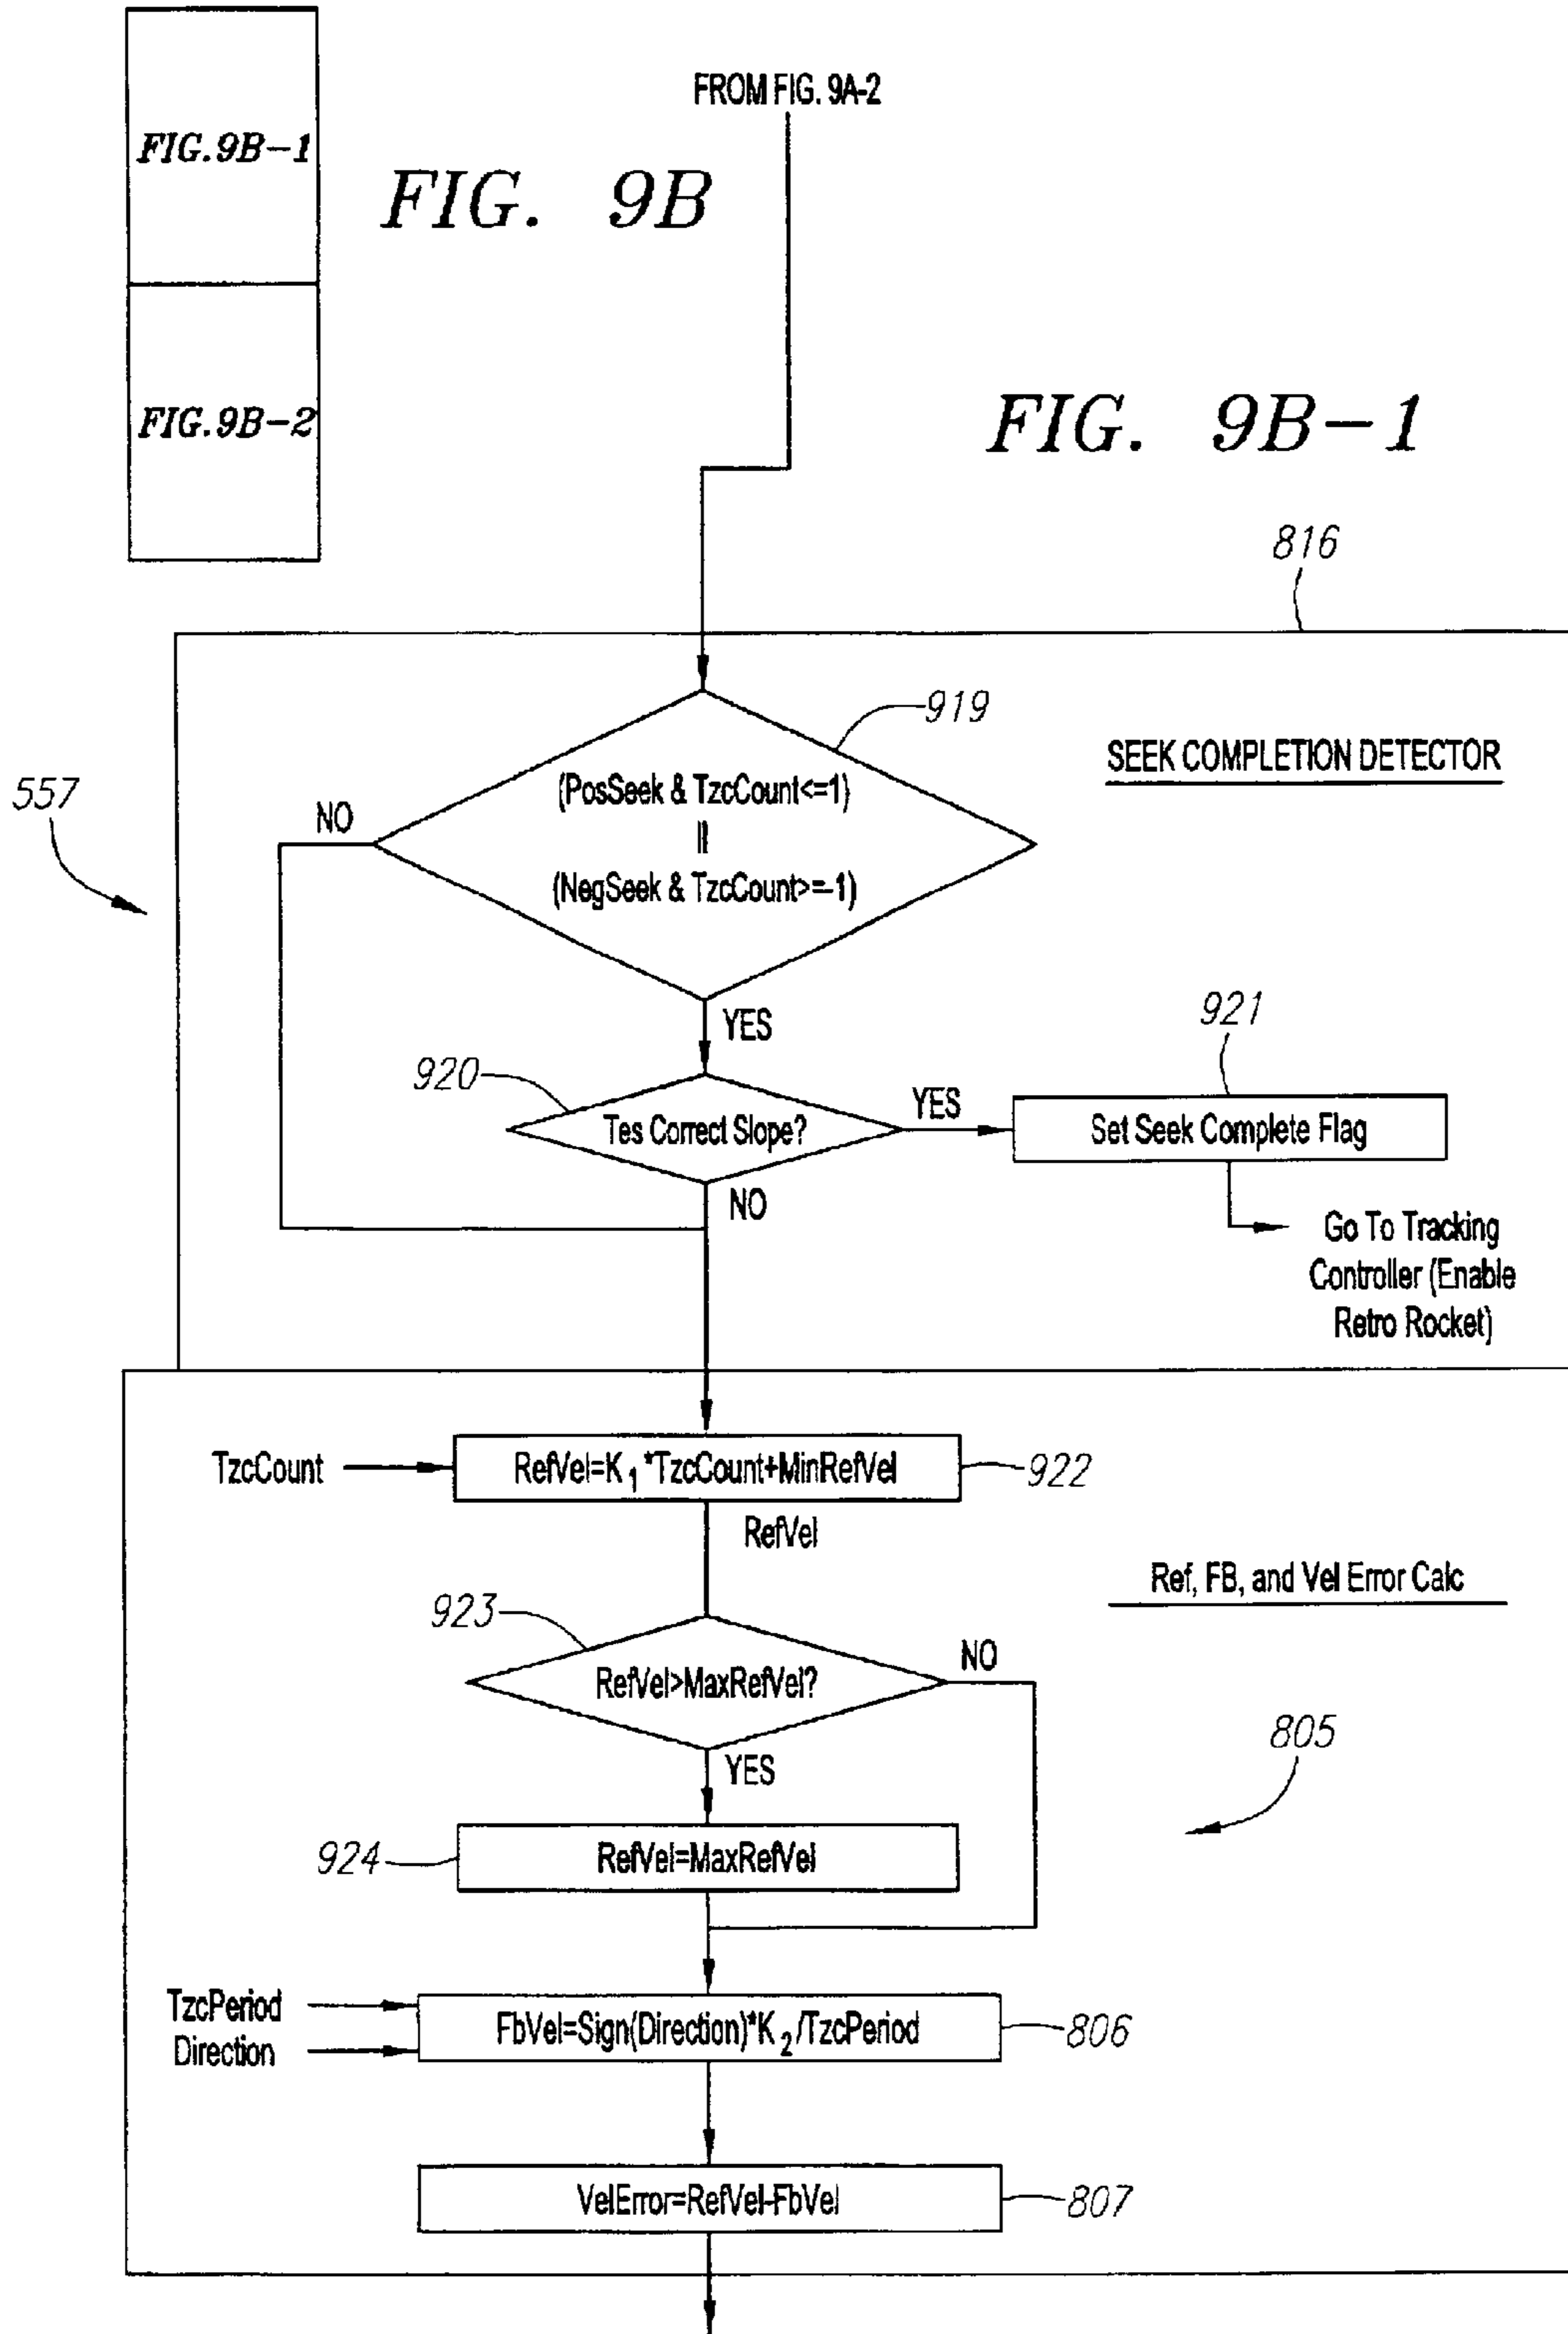 FROM FIG. 9A-2
FIG.9B-1
FIG. 9B
FIG.9B-2
FIG. 9B-1
816
919
SEEK COMPLETION DETECTOR
557
NO
(PosSeek & TzcCount<=1)
||
(NegSeek & TzcCount>=-1)
YES
921
920
Tes Correct Slope?
YES
Set Seek Complete Flag
NO
Go To Tracking
Controller (Enable
Retro Rocket)
TzcCount
RefVel=K1*TzcCount+MinRefVel
922
RefVel
Ref, FB, and Vel Error Calc
923
RefVel>MaxRefVel?
NO
805
YES
924
RefVel=MaxRefVel
TzcPeriod
Direction
FbVel=Sign(Direction)*K2/TzcPeriod
806
VelError=RefVel-FbVel
807